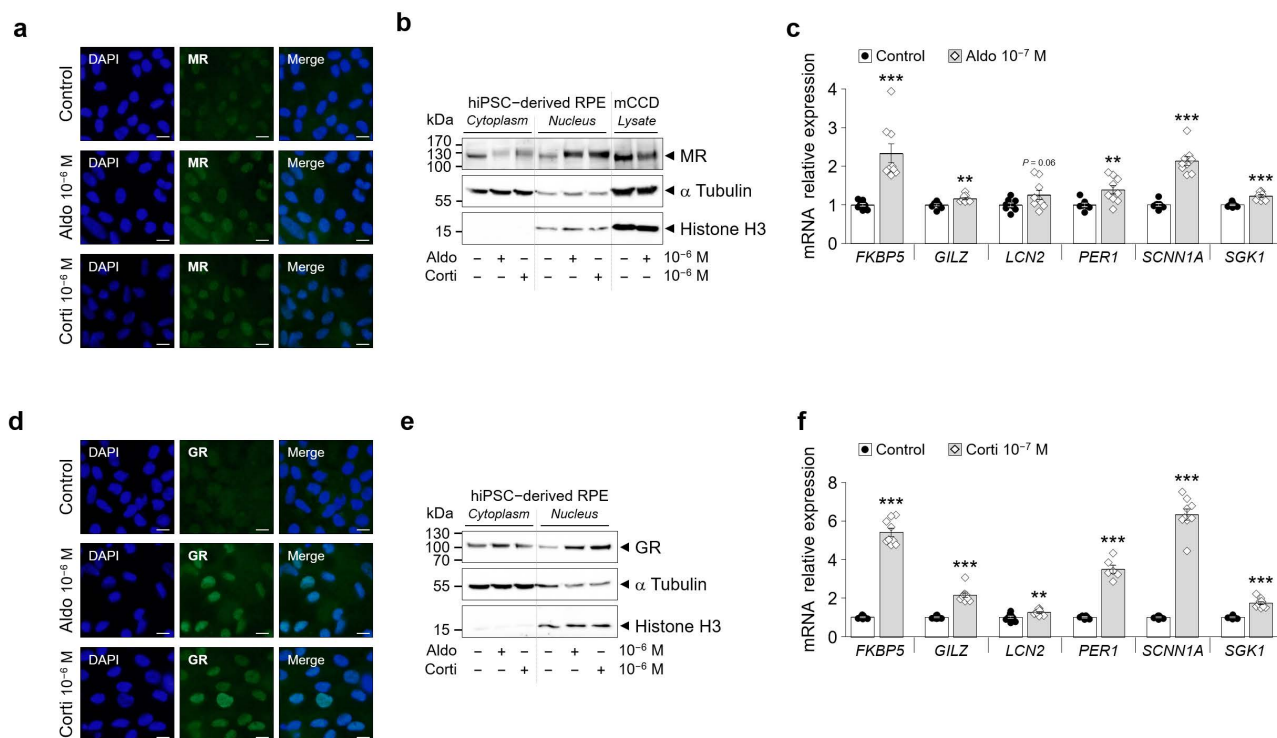 a
DAPI MR Merge
Control
Aldo 10⁻⁶ M
MR Merge
Corti 10⁻⁶ M
MR Merge
b
hiPSC−derived RPE mCCD
kDa Cytoplasm Nucleus Lysate
170
130
100
MR
55
α Tubulin
15
Histone H3
Aldo − + − − + − − + 10⁻⁶ M
Corti − − + − − + 10⁻⁶ M
c
Control Aldo 10⁻⁷ M
mRNA relative expression
4
3
2
1
0
*** ** P = 0.06 ** *** ***
FKBP5 GILZ LCN2 PER1 SCNN1A SGK1
d
DAPI GR Merge
Control
DAPI GR Merge
Aldo 10⁻⁶ M
DAPI GR Merge
Corti 10⁻⁶ M
e
hiPSC−derived RPE
kDa Cytoplasm Nucleus
130
100
70
GR
55
α Tubulin
15
Histone H3
Aldo − + − − + − 10⁻⁶ M
Corti − − + − − + 10⁻⁶ M
f
Control Corti 10⁻⁷ M
mRNA relative expression
8
6
4
2
0
*** *** ** *** *** ***
FKBP5 GILZ LCN2 PER1 SCNN1A SGK1